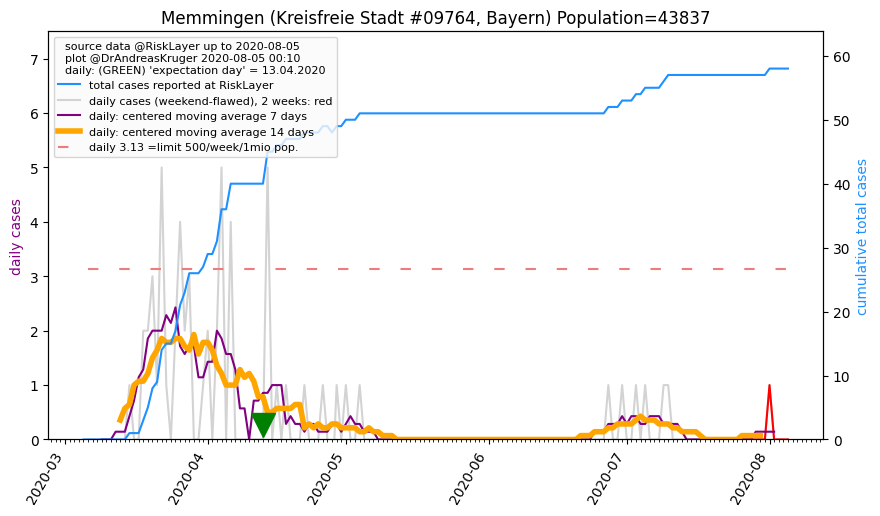 Memmingen (Kreisfreie Stadt #09764, Bayern) Population=43837
source data @RiskLayer up to 2020-08-05
plot @DrAndreasKruger 2020-08-05 00:10
daily: (GREEN) 'expectation day' = 13.04.2020
total cases reported at RiskLayer
daily cases (weekend-flawed), 2 weeks: red
daily: centered moving average 7 days
daily: centered moving average 14 days
daily 3.13 =limit 500/week/1mio pop.
daily cases
7
6
5
4
3
2
1
0
cumulative total cases
60
50
40
30
20
10
0
2020-03
2020-04
2020-05
2020-06
2020-07
2020-08